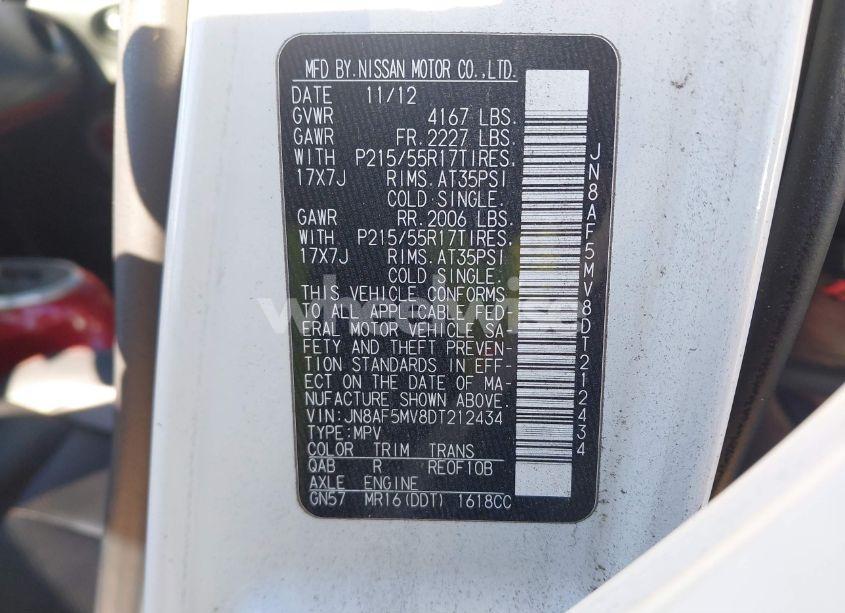 MFD BY.NISSAN MOTOR CO.,LTD.
DATE 11/12
GVWR 4167 LBS.
GAWR FR.2227 LBS.
WITH P215/55R17TIRES.
17X7J RIMS.AT35PSI
COLD SINGLE.
GAWR RR.2006 LBS.
WITH P215/55R17TIRES.
17X7J RIMS.AT35PSI
COLD SINGLE.
THIS VEHICLE CONFORMS
TO ALL APPLICABLE FED-
ERAL MOTOR VEHICLE SA
FETY AND THEFT PREVEN-
TION STANDARDS IN EFF-
ECT ON THE DATE OF MA-
NUFACTURE SHOWN ABOVE.
VIN:JN8AF5MV8DT212434
TYPE:MPV
COLOR TRIM TRANS
QAB R RE0F10B
AXLE ENGINE
GN57 MR16(DDT) 1618CC
JN8AF5MV8DT212434
wheelwise